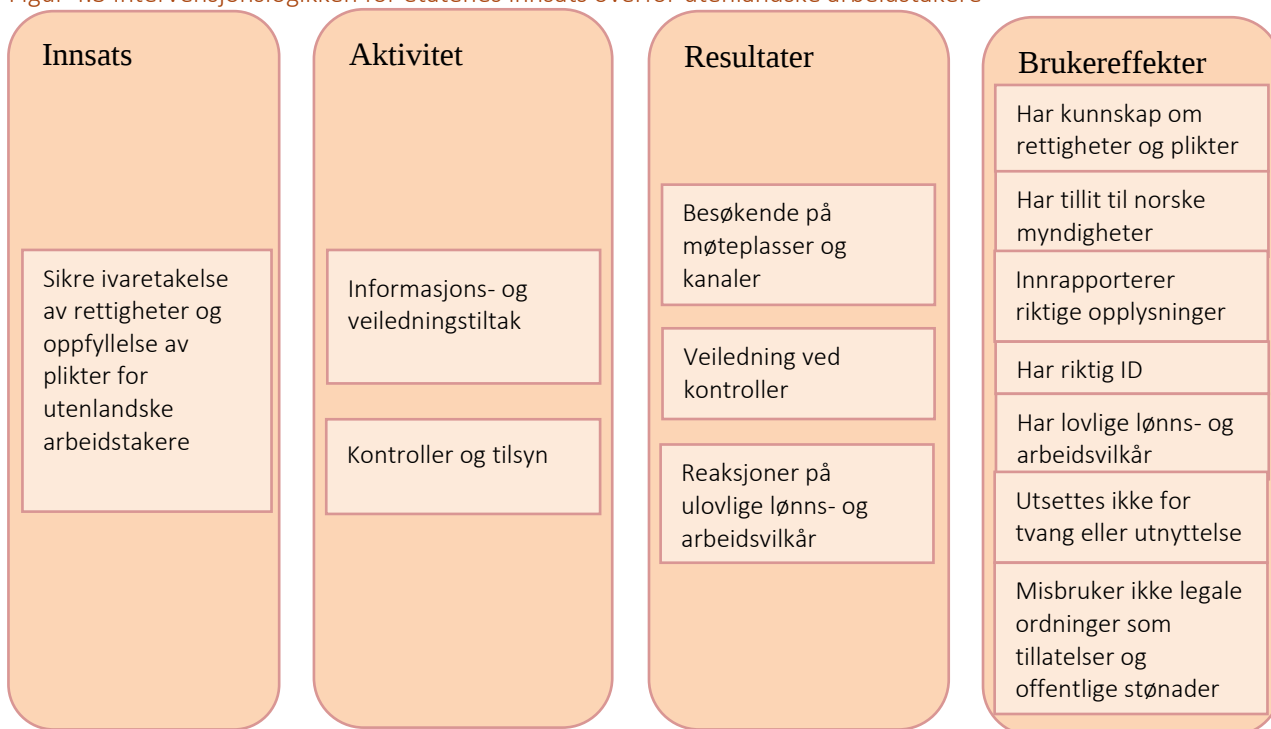 Innsats
Sikre ivaretakelse
av rettigheter og
oppfyllelse av
plikter for
utenlandske
arbeidstakere
Aktivitet
Informasjons- og
veiledningstiltak
Kontroller og tilsyn
Resultater
Besøkende på
møteplasser og
kanaler
Veiledning ved
kontroller
Reaksjoner på
ulovlige lønns- og
arbeidsvilkår
Brukereffekter
Har kunnskap om
rettigheter og plikter
Har tillit til norske
myndigheter
Innrapporterer
riktige opplysninger
Har riktig ID
Har lovlige lønns- og
arbeidsvilkår
Utsettes ikke for
tvang eller utnyttelse
Misbruker ikke legale
ordninger som
tillatelser og
offentlige stønader